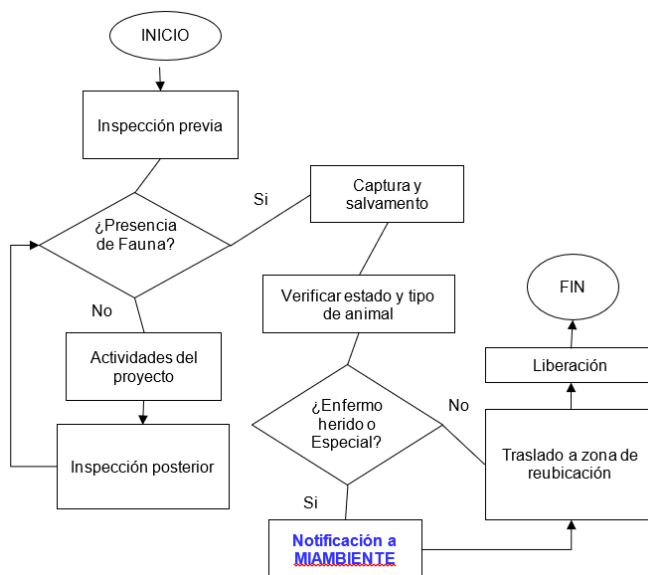 INICIO
Inspección previa
¿Presencia
de Fauna?
Si
Captura y
salvamento
No
Verificar estado y tipo
de animal
FIN
Actividades del
proyecto
Liberación
Inspección posterior
¿Enfermo
herido o
Especial?
No
Traslado a zona de
reubicación
Si
Notificación a
MIAMBIENTE